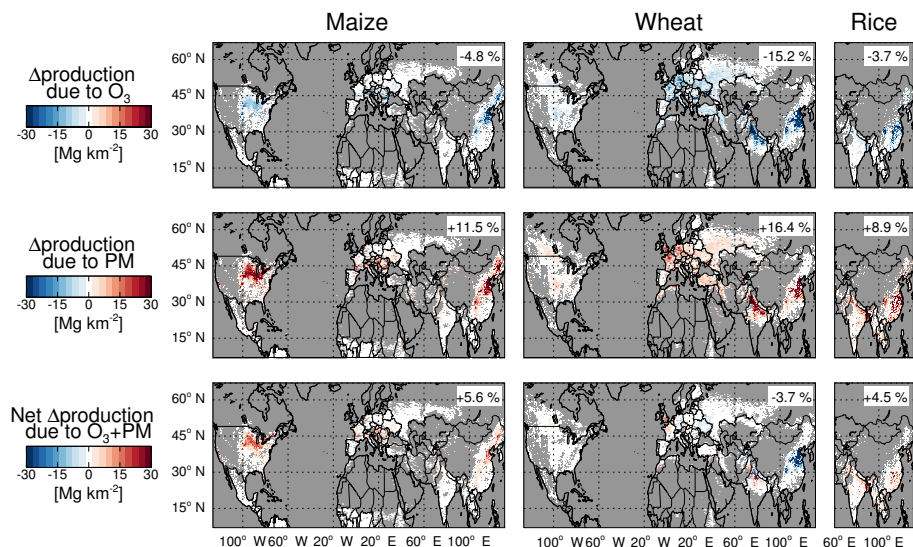 Maize Wheat Rice
Δproduction
due to O3
-30 -15 0 15 30
[Mg km-2]
60° N
45° N
30° N
15° N
-4.8 %
-15.2 %
-3.7 %
Δproduction
due to PM
-30 -15 0 15 30
[Mg km-2]
60° N
45° N
30° N
15° N
+11.5 %
+16.4 %
+8.9 %
Net Δproduction
due to O3+PM
-30 -15 0 15 30
[Mg km-2]
60° N
45° N
30° N
15° N
+5.6 %
-3.7 %
+4.5 %
100° W 60° W 20° W 20° E 60° E 100° E
100° W 60° W 20° W 20° E 60° E 100° E
60° E 100° E